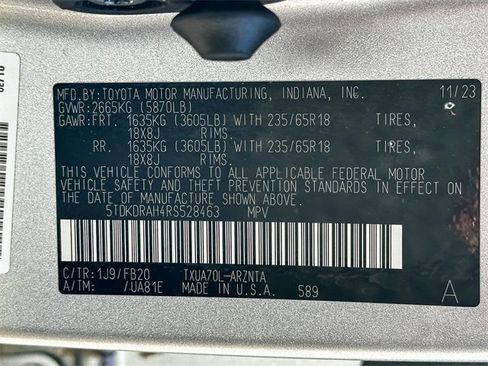 MFD.BY:TOYOTA MOTOR MANUFACTURING, INDIANA, INC. 11/23
GVWR:2665KG (5870LB)
GAWR:FRT. 1635KG (3605LB) WITH 235/65R18 TIRES,
18X8J RIMS.
RR. 1635KG (3605LB) WITH 235/65R18 TIRES,
18X8J RIMS.
THIS VEHICLE CONFORMS TO ALL APPLICABLE FEDERAL MOTOR
VEHICLE SAFETY AND THEFT PREVENTION STANDARDS
IN EFFECT ON THE DATE OF MANUFACTURE SHOWN ABOVE.
5TDKDRAH4RS528463 MPV
C/TR:1J9/FB20 TXUA70L-ARZNTA
A/TM: /UA81E MADE IN U.S.A. 589 A